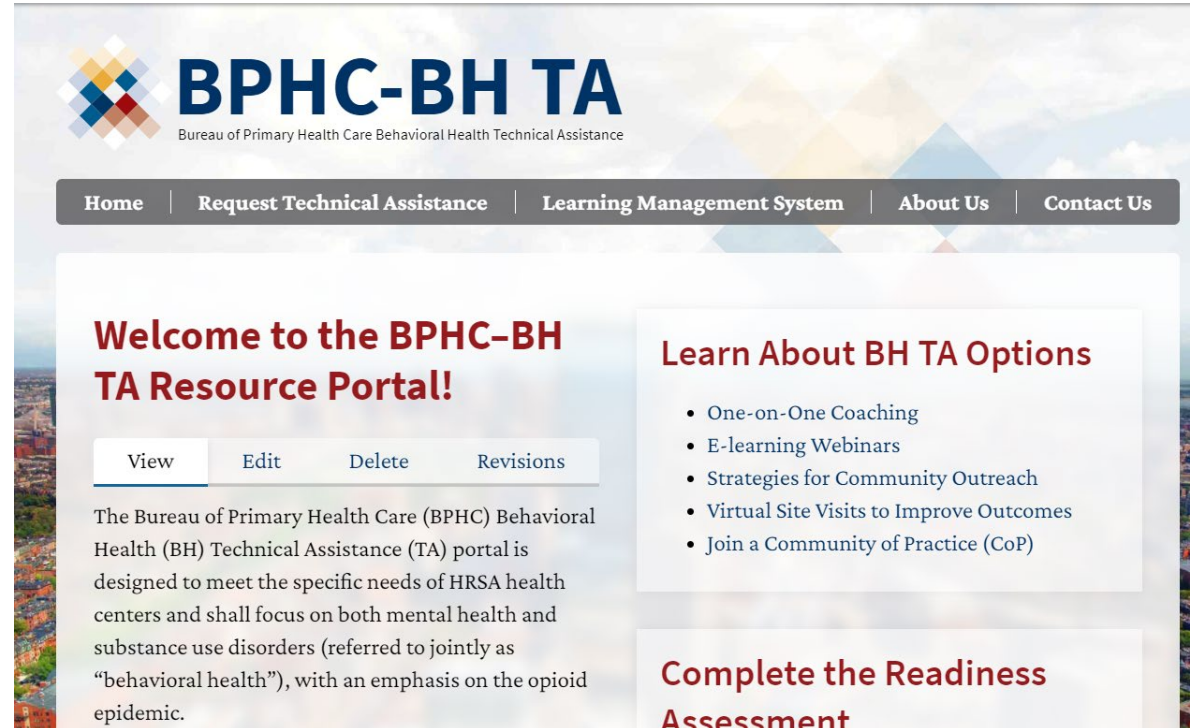 BPHC-BH TA
Bureau of Primary Health Care Behavioral Health Technical Assistance
Home
Request Technical Assistance
Learning Management System
About Us
Contact Us
Welcome to the BPHC–BH
TA Resource Portal!
View
Edit
Delete
Revisions
The Bureau of Primary Health Care (BPHC) Behavioral
Health (BH) Technical Assistance (TA) portal is
designed to meet the specific needs of HRSA health
centers and shall focus on both mental health and
substance use disorders (referred to jointly as
“behavioral health”), with an emphasis on the opioid
epidemic.
Learn About BH TA Options
• One-on-One Coaching
• E-learning Webinars
• Strategies for Community Outreach
• Virtual Site Visits to Improve Outcomes
• Join a Community of Practice (CoP)
Complete the Readiness
Assessment